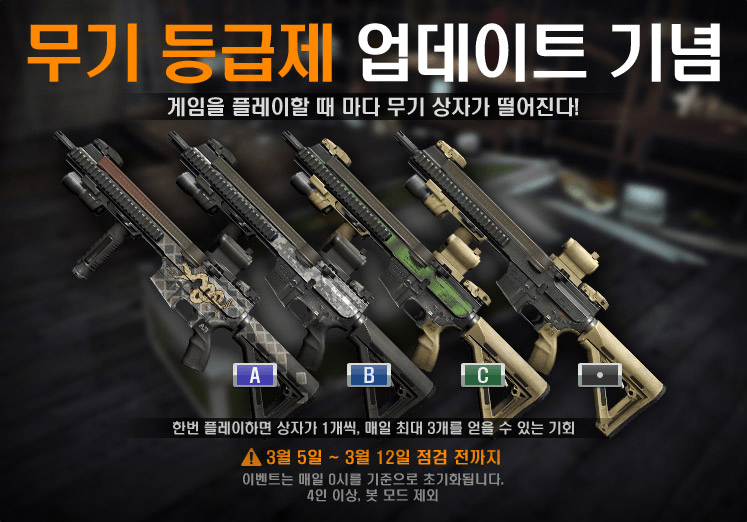 무기 등급제 업데이트 기념
게임을 플레이할 때 마다 무기 상자가 떨어진다!
A
B
C
한번 플레이하면 상자가 1개씩, 매일 최대 3개를 얻을 수 있는 기회
3월 5일 ~ 3월 12일 점검 전까지
이벤트는 매일 0시를 기준으로 초기화됩니다.
4인 이상, 봇 모드 제외